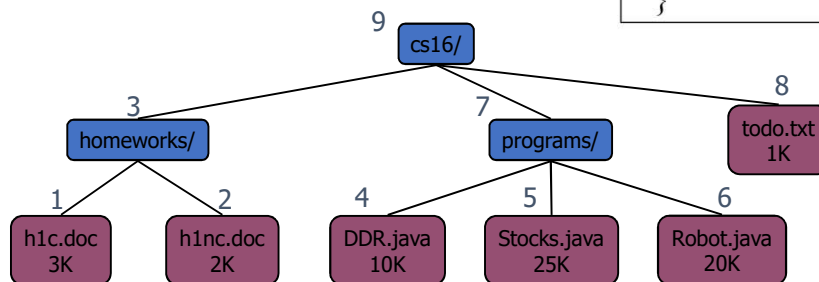 }
9
cs16/
3
7
8
homeworks/
programs/
todo.txt
1K
1
2
4
5
6
h1c.doc
3K
h1nc.doc
2K
DDR.java
10K
Stocks.java
25K
Robot.java
20K